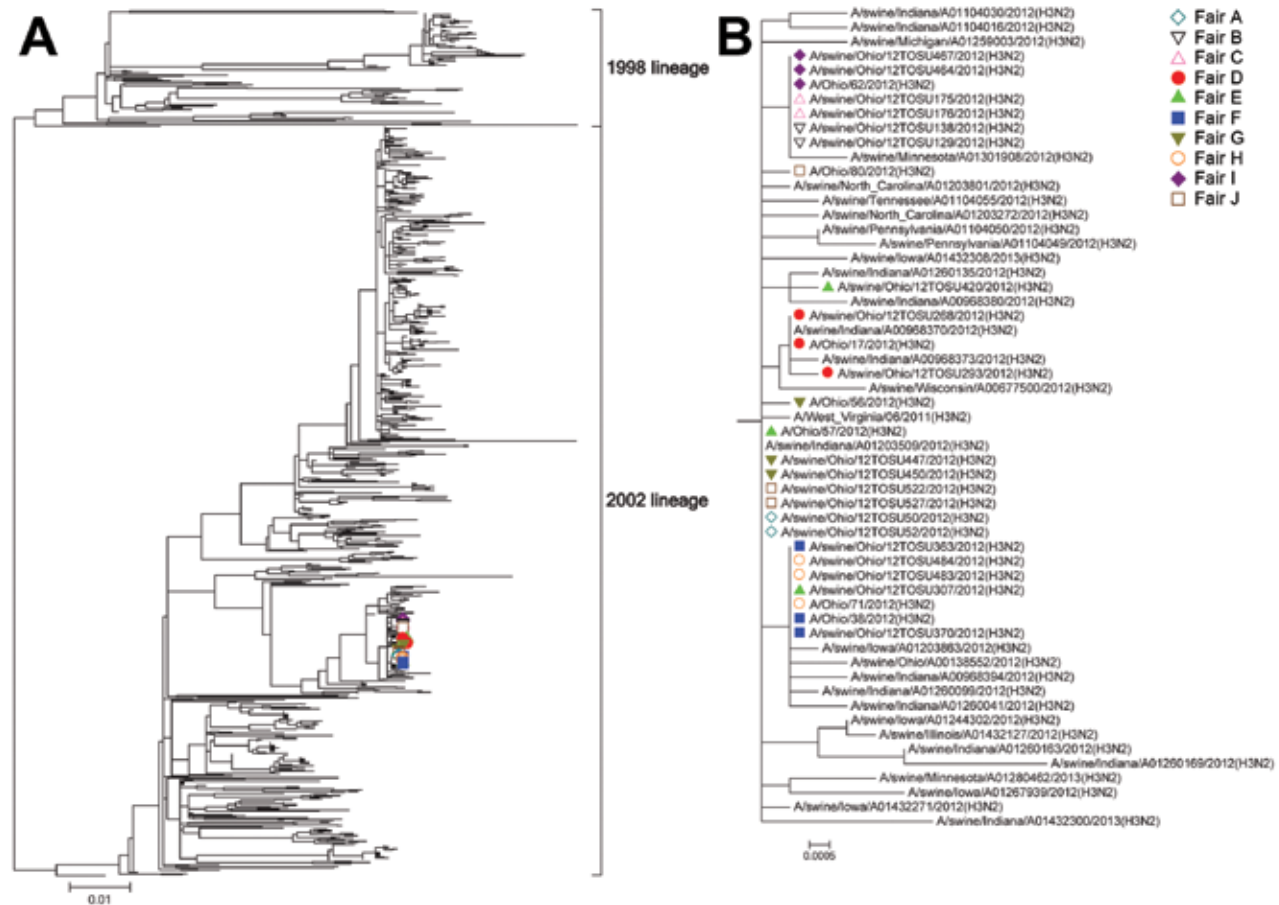 A
1998 lineage
2002 lineage
0.01
B
A/swine/Indiana/A01104030/2012(H3N2)
A/swine/Indiana/A01104016/2012(H3N2)
A/swine/Michigan/A01259003/2012(H3N2)
A/swine/Ohio/12TOSU467/2012(H3N2)
A/swine/Ohio/12TOSU464/2012(H3N2)
A/Ohio/62/2012(H3N2)
A/swine/Ohio/12TOSU175/2012(H3N2)
A/swine/Ohio/12TOSU176/2012(H3N2)
A/swine/Ohio/12TOSU138/2012(H3N2)
A/swine/Ohio/12TOSU129/2012(H3N2)
A/swine/Minnesota/A01301908/2012(H3N2)
A/Ohio/80/2012(H3N2)
A/swine/North_Carolina/A01203801/2012(H3N2)
A/swine/Tennessee/A01104055/2012(H3N2)
A/swine/North_Carolina/A01203272/2012(H3N2)
A/swine/Pennsylvania/A01104050/2012(H3N2)
A/swine/Pennsylvania/A01104049/2012(H3N2)
A/swine/Iowa/A01432308/2013(H3N2)
A/swine/Indiana/A01260135/2012(H3N2)
A/swine/Ohio/12TOSU420/2012(H3N2)
A/swine/Indiana/A00968380/2012(H3N2)
A/swine/Ohio/12TOSU268/2012(H3N2)
A/swine/Indiana/A00968370/2012(H3N2)
A/Ohio/17/2012(H3N2)
A/swine/Indiana/A00968373/2012(H3N2)
A/swine/Ohio/12TOSU293/2012(H3N2)
A/swine/Wisconsin/A00677500/2012(H3N2)
A/Ohio/56/2012(H3N2)
A/West_Virginia/06/2011(H3N2)
A/Ohio/67/2012(H3N2)
A/swine/Indiana/A01203509/2012(H3N2)
A/swine/Ohio/12TOSU447/2012(H3N2)
A/swine/Ohio/12TOSU450/2012(H3N2)
A/swine/Ohio/12TOSU522/2012(H3N2)
A/swine/Ohio/12TOSU527/2012(H3N2)
A/swine/Ohio/12TOSU50/2012(H3N2)
A/swine/Ohio/12TOSU52/2012(H3N2)
A/swine/Ohio/12TOSU363/2012(H3N2)
A/swine/Ohio/12TOSU484/2012(H3N2)
A/swine/Ohio/12TOSU483/2012(H3N2)
A/swine/Ohio/12TOSU307/2012(H3N2)
A/Ohio/71/2012(H3N2)
A/Ohio/38/2012(H3N2)
A/swine/Ohio/12TOSU370/2012(H3N2)
A/swine/Iowa/A01203863/2012(H3N2)
A/swine/Ohio/A00138552/2012(H3N2)
A/swine/Indiana/A00968394/2012(H3N2)
A/swine/Indiana/A01260099/2012(H3N2)
A/swine/Indiana/A01260041/2012(H3N2)
A/swine/Iowa/A01244302/2012(H3N2)
A/swine/Illinois/A01432127/2012(H3N2)
A/swine/Indiana/A01260163/2012(H3N2)
A/swine/Indiana/A01260169/2012(H3N2)
A/swine/Minnesota/A01280462/2013(H3N2)
A/swine/Iowa/A01267939/2012(H3N2)
A/swine/Iowa/A01432271/2012(H3N2)
A/swine/Indiana/A01432300/2013(H3N2)
0.0005
Fair A
Fair B
Fair C
Fair D
Fair E
Fair F
Fair G
Fair H
Fair I
Fair J